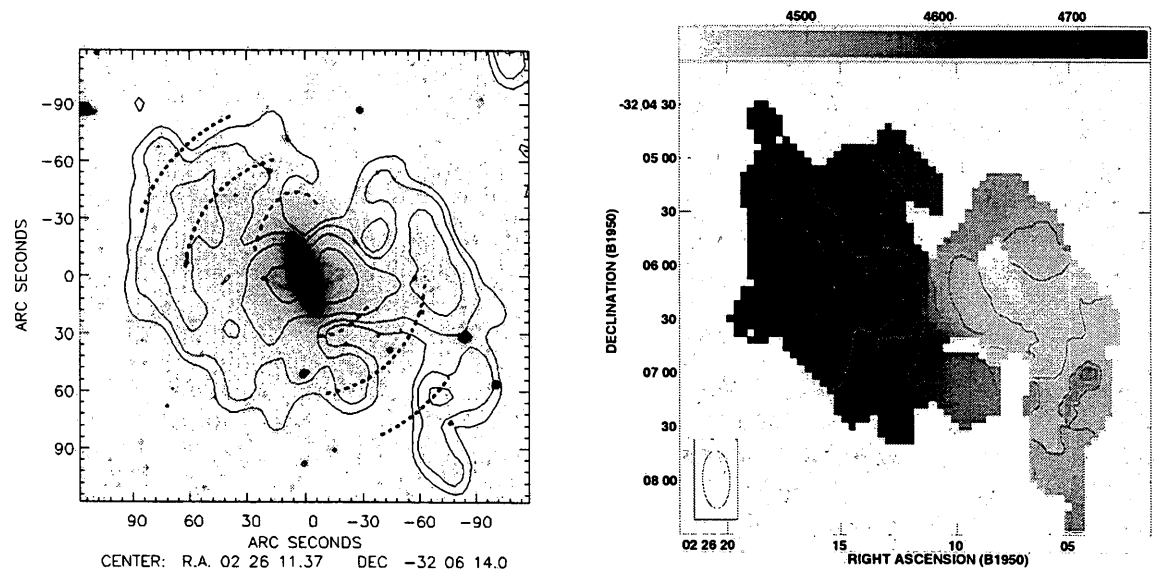 -90
-60
-30
0
30
60
90
ARC SECONDS
90 60 30 0 -30 -60 -90
ARC SECONDS
CENTER: R.A. 02 26 11.37 DEC -32 06 14.0
4500 4600 4700
-32 04 30
05 00
30
06 00
30
07 00
30
08 00
DECLINATION (B1950)
02 26 20 15 10 05
RIGHT ASCENSION (B1950)